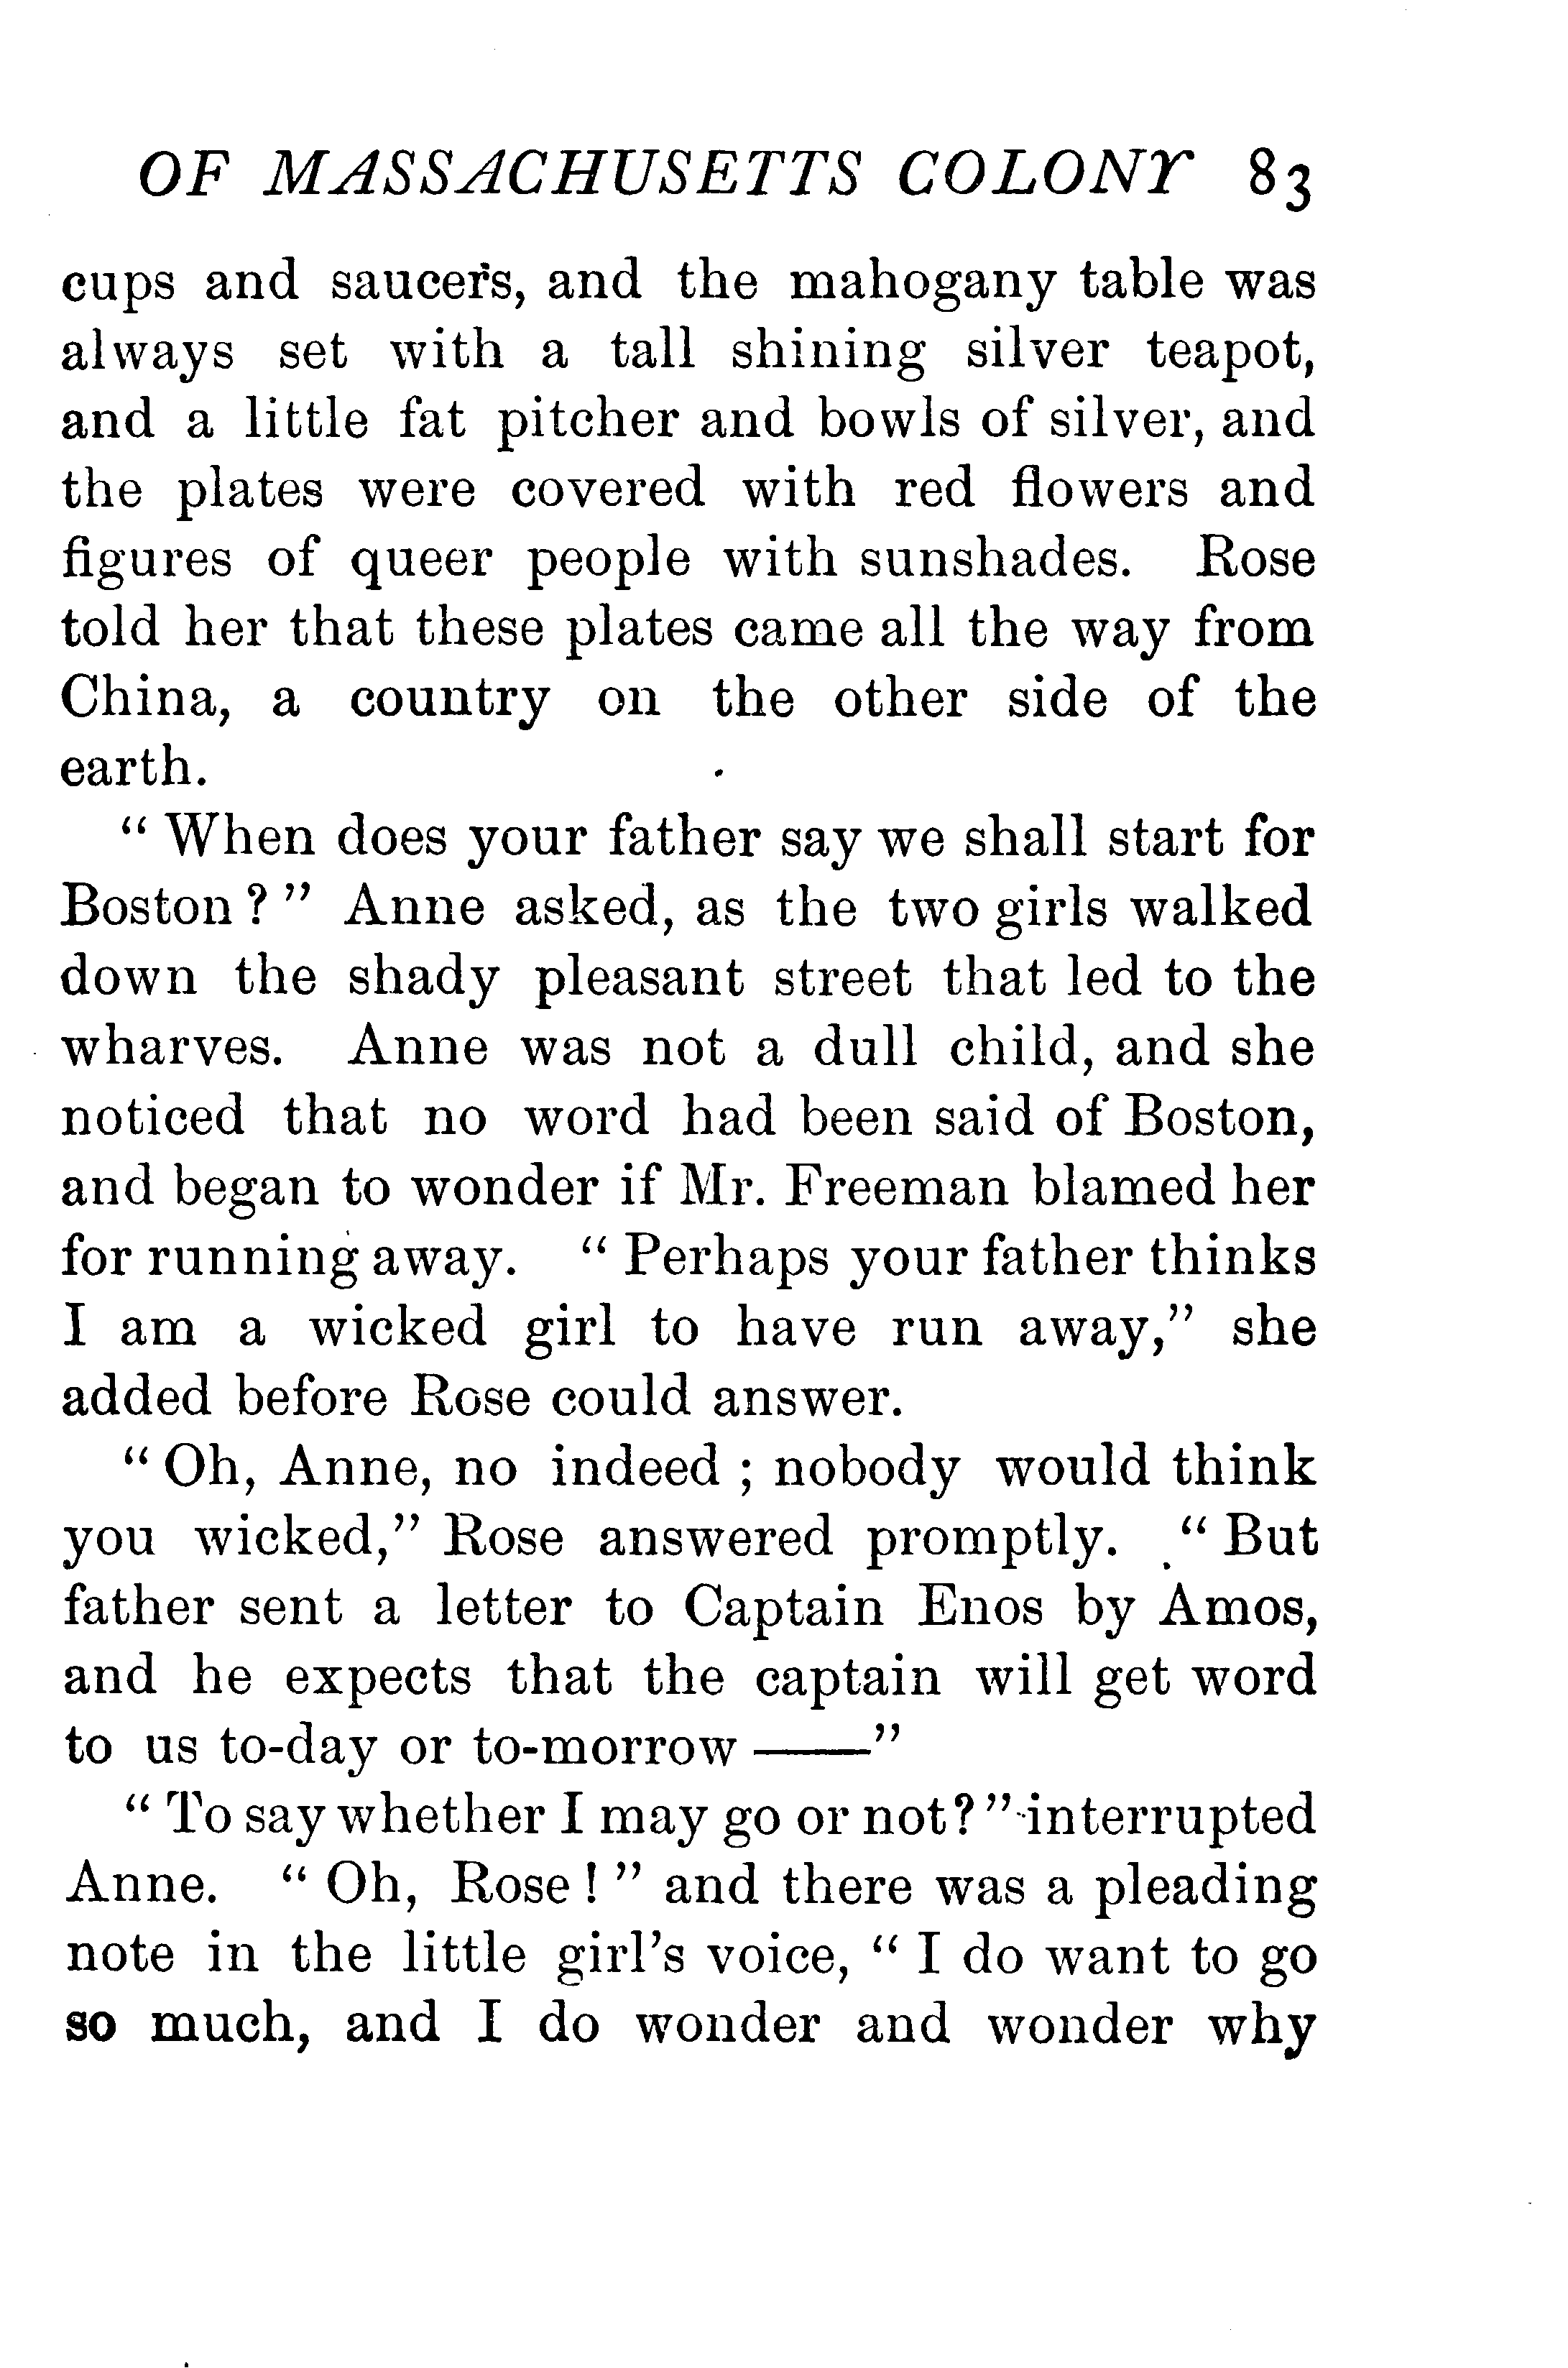 OF MASSACHUSETTS COLONY 83
cups and saucers, and the mahogany table was
always set with a tall shining silver teapot,
and a little fat pitcher and bowls of silver, and
the plates were covered with red flowers and
figures of queer people with sunshades. Rose
told her that these plates came all the way from
China, a country on the other side of the
earth.
“ When does your father say we shall start for
Boston ? ” Anne asked, as the two girls walked
down the shady pleasant street that led to the
wharves. Anne was not a dull child, and she
noticed that no word had been said of Boston,
and began to wonder if Mr. Freeman blamed her
for running away. “ Perhaps your father thinks
I am a wicked girl to have run away,” she
added before Rose could answer.
“ Oh, Anne, no indeed ; nobody would think
you wicked,” Rose answered promptly. “ But
father sent a letter to Captain Enos by Amos,
and he expects that the captain will get word
to us to-day or to-morrow ——”
“ To say whether I may go or not? ” interrupted
Anne. “ Oh, Rose ! ” and there was a pleading
note in the little girl’s voice, “ I do want to go
so much, and I do wonder and wonder why